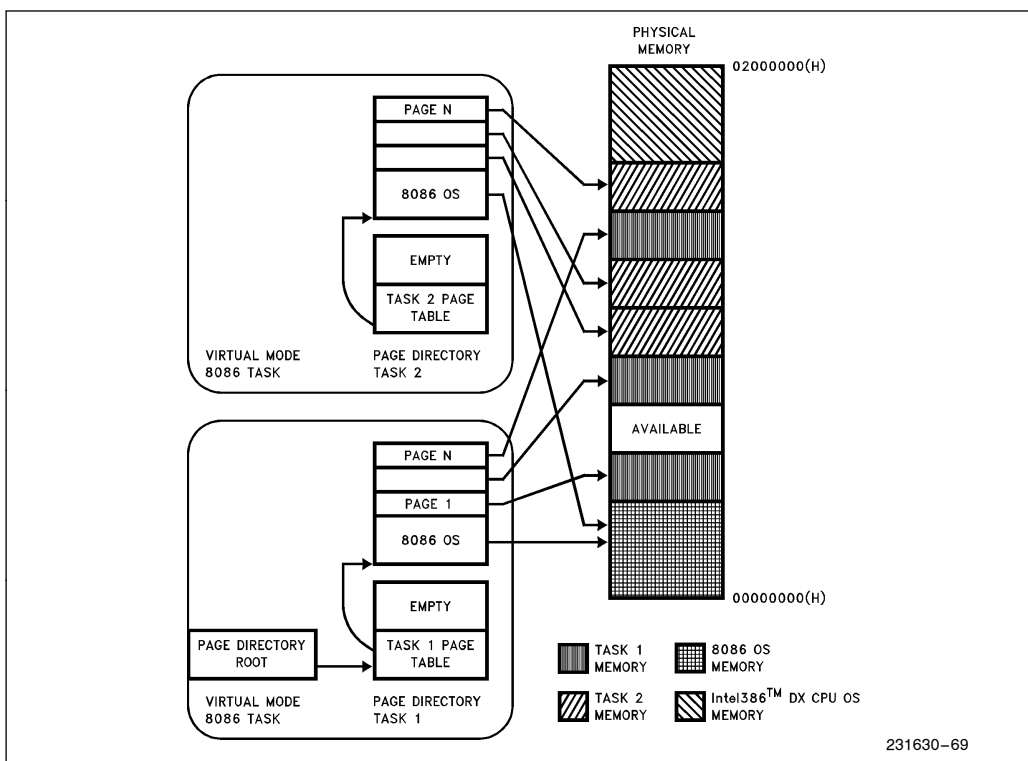 PHYSICAL
MEMORY
02000000(H)
PAGE N
8086 OS
EMPTY
TASK 2 PAGE
TABLE
VIRTUAL MODE
8086 TASK
PAGE DIRECTORY
TASK 2
AVAILABLE
PAGE N
PAGE 1
8086 OS
EMPTY
TASK 1 PAGE
TABLE
PAGE DIRECTORY
ROOT
VIRTUAL MODE
8086 TASK
PAGE DIRECTORY
TASK 1
00000000(H)
TASK 1
MEMORY
8086 OS
MEMORY
TASK 2
MEMORY
Intel386™ DX CPU OS
MEMORY
231630–69